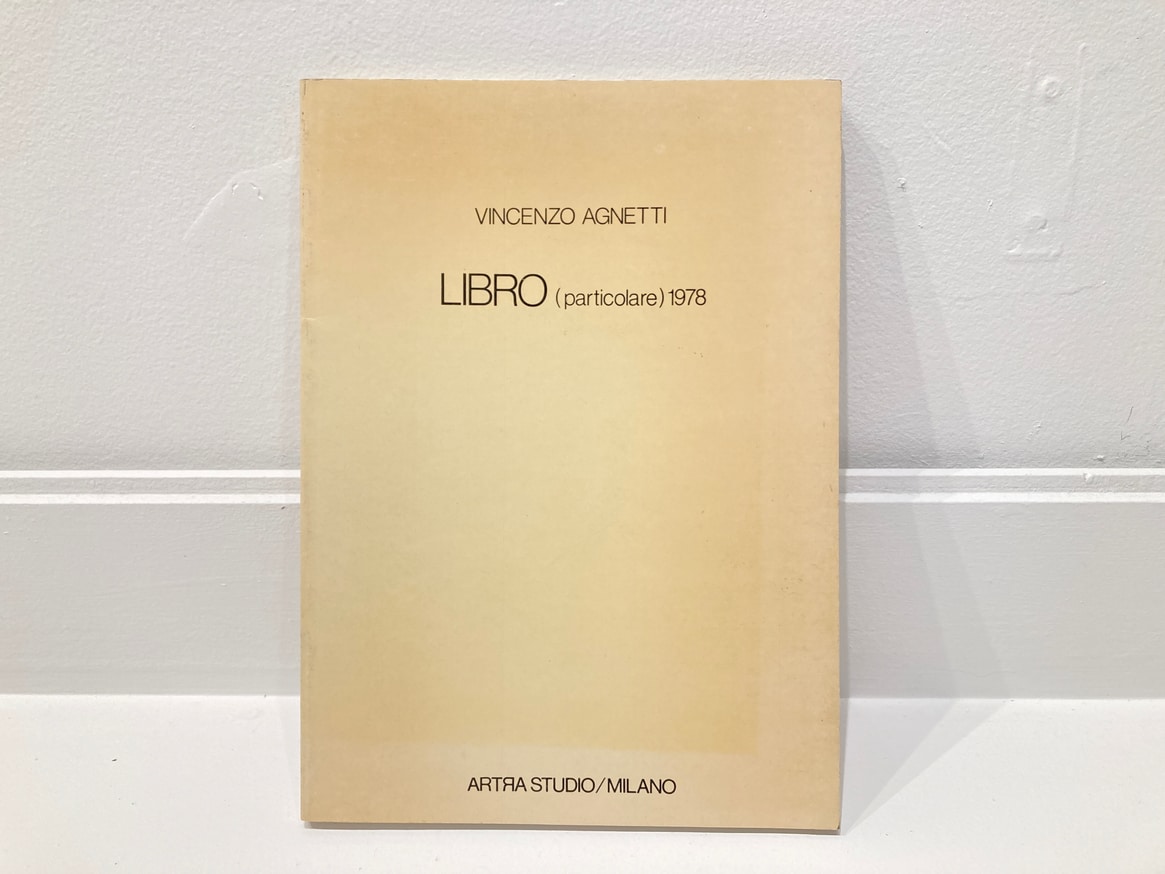 VINCENZO AGNETTI
LIBRO (particolare) 1978
ARTЯA STUDIO/MILANO